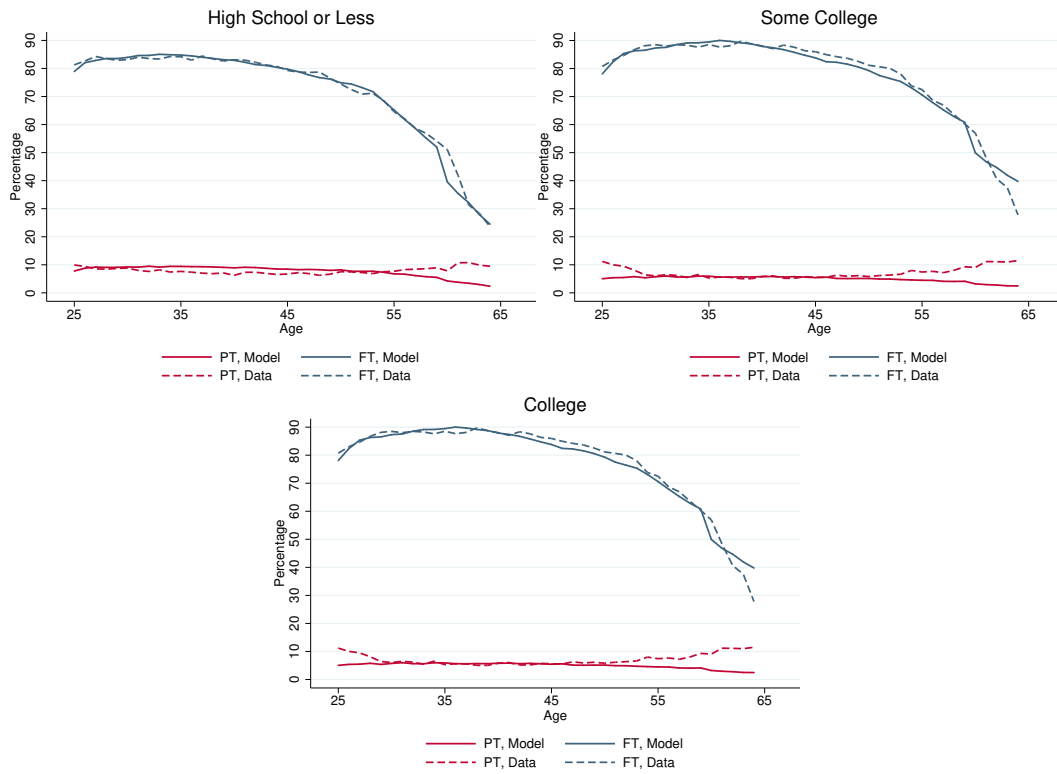 High School or Less
Percentage
90
80
70
60
50
40
30
20
10
0
25 35 45 55 65
Age
PT, Model FT, Model
PT, Data FT, Data
Some College
Percentage
90
80
70
60
50
40
30
20
10
0
25 35 45 55 65
Age
PT, Model FT, Model
PT, Data FT, Data
College
Percentage
90
80
70
60
50
40
30
20
10
0
25 35 45 55 65
Age
PT, Model FT, Model
PT, Data FT, Data